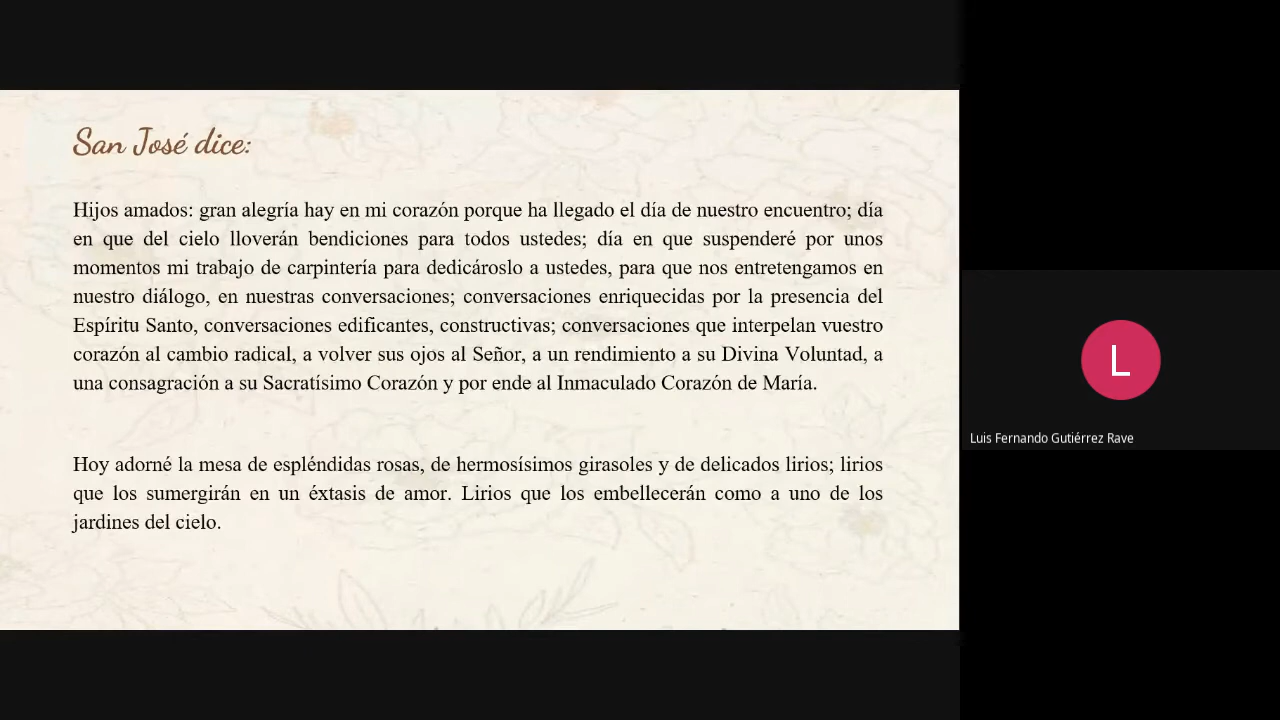 San José dice:
Hijos amados: gran alegría hay en mi corazón porque ha llegado el día de nuestro encuentro; día
en que del cielo lloverán bendiciones para todos ustedes; día en que suspenderé por unos
momentos mi trabajo de carpintería para dedicároslo a ustedes, para que nos entretengamos en
nuestro diálogo, en nuestras conversaciones; conversaciones enriquecidas por la presencia del
Espíritu Santo, conversaciones edificantes, constructivas; conversaciones que interpelan vuestro
corazón al cambio radical, a volver sus ojos al Señor, a un rendimiento a su Divina Voluntad, a
una consagración a su Sacratísimo Corazón y por ende al Inmaculado Corazón de María.
Hoy adorné la mesa de espléndidas rosas, de hermosísimos girasoles y de delicados lirios; lirios
que los sumergirán en un éxtasis de amor. Lirios que los embellecerán como a uno de los
jardines del cielo.
L
Luis Fernando Gutiérrez Rave